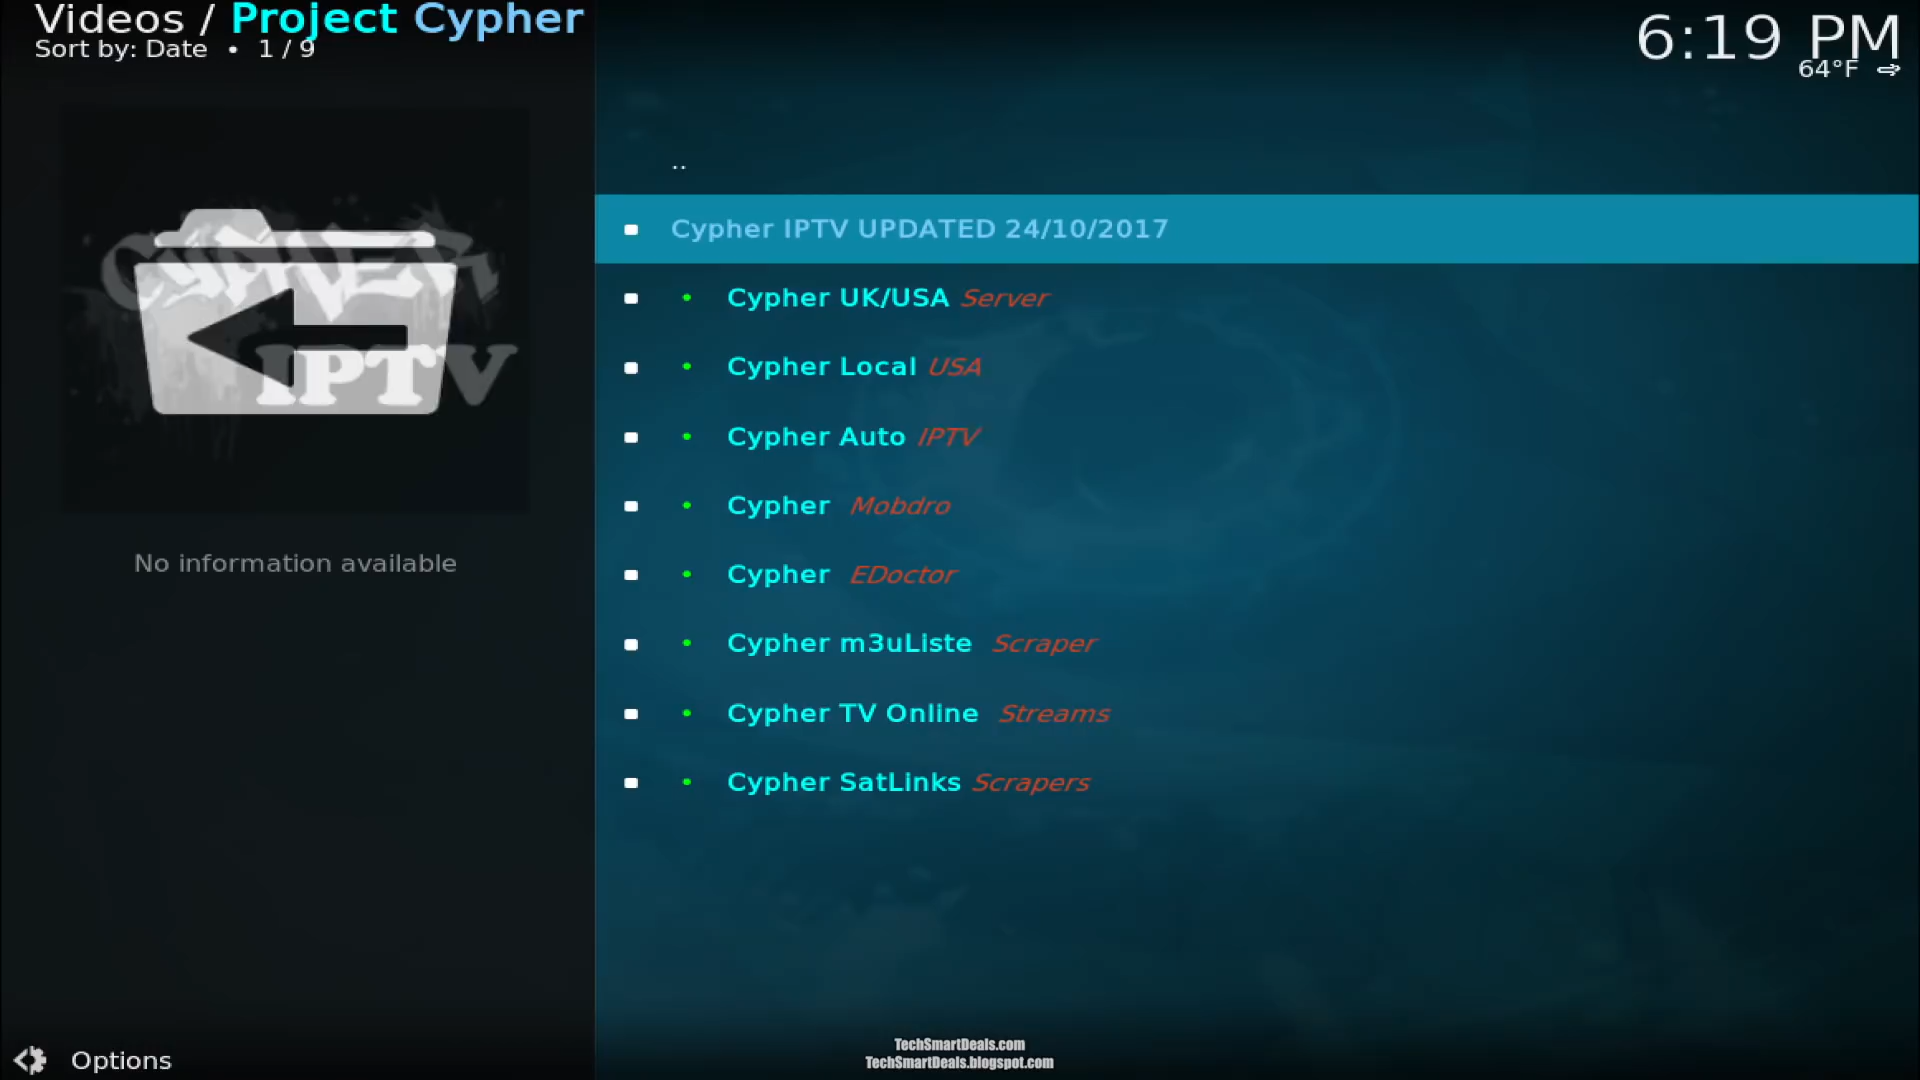 Videos / Project Cypher
Sort by: Date • 1 / 9
6:19 PM
64°F
CYPHER
IPTV
No information available
..
Cypher IPTV UPDATED 24/10/2017
• Cypher UK/USA Server
• Cypher Local USA
• Cypher Auto IPTV
• Cypher Mobdro
• Cypher EDoctor
• Cypher m3uListe Scraper
• Cypher TV Online Streams
• Cypher SatLinks Scrapers
Options
TechSmartDeals.com
TechSmartDeals.blogspot.com